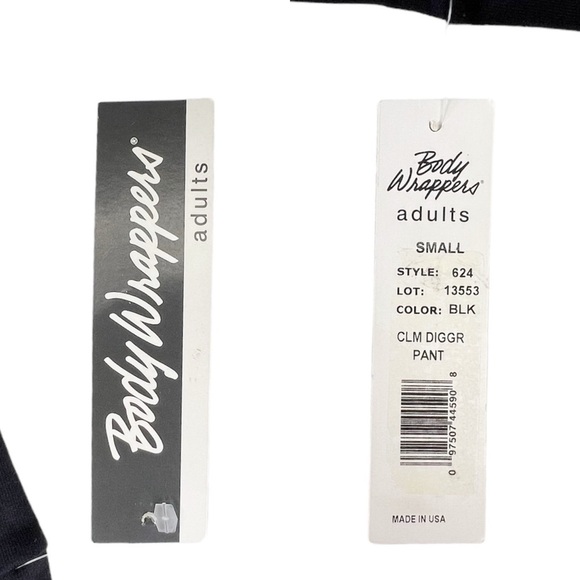 Body Wrappers®
adults
Body
Wrappers®
adults
SMALL
STYLE: 624
LOT: 13553
COLOR: BLK
CLM DIGGR
PANT
0 97507 44590 8
MADE IN USA